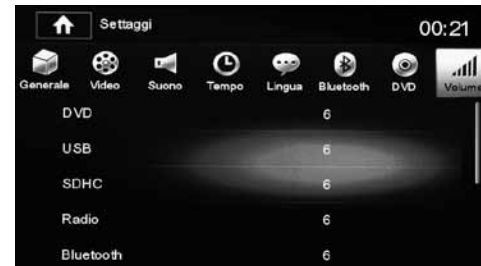 Settaggi 00:21
Generale Video Suono Tempo Lingua Bluetooth DVD Volume
DVD 6
USB 6
SDHC 6
Radio 6
Bluetooth 6